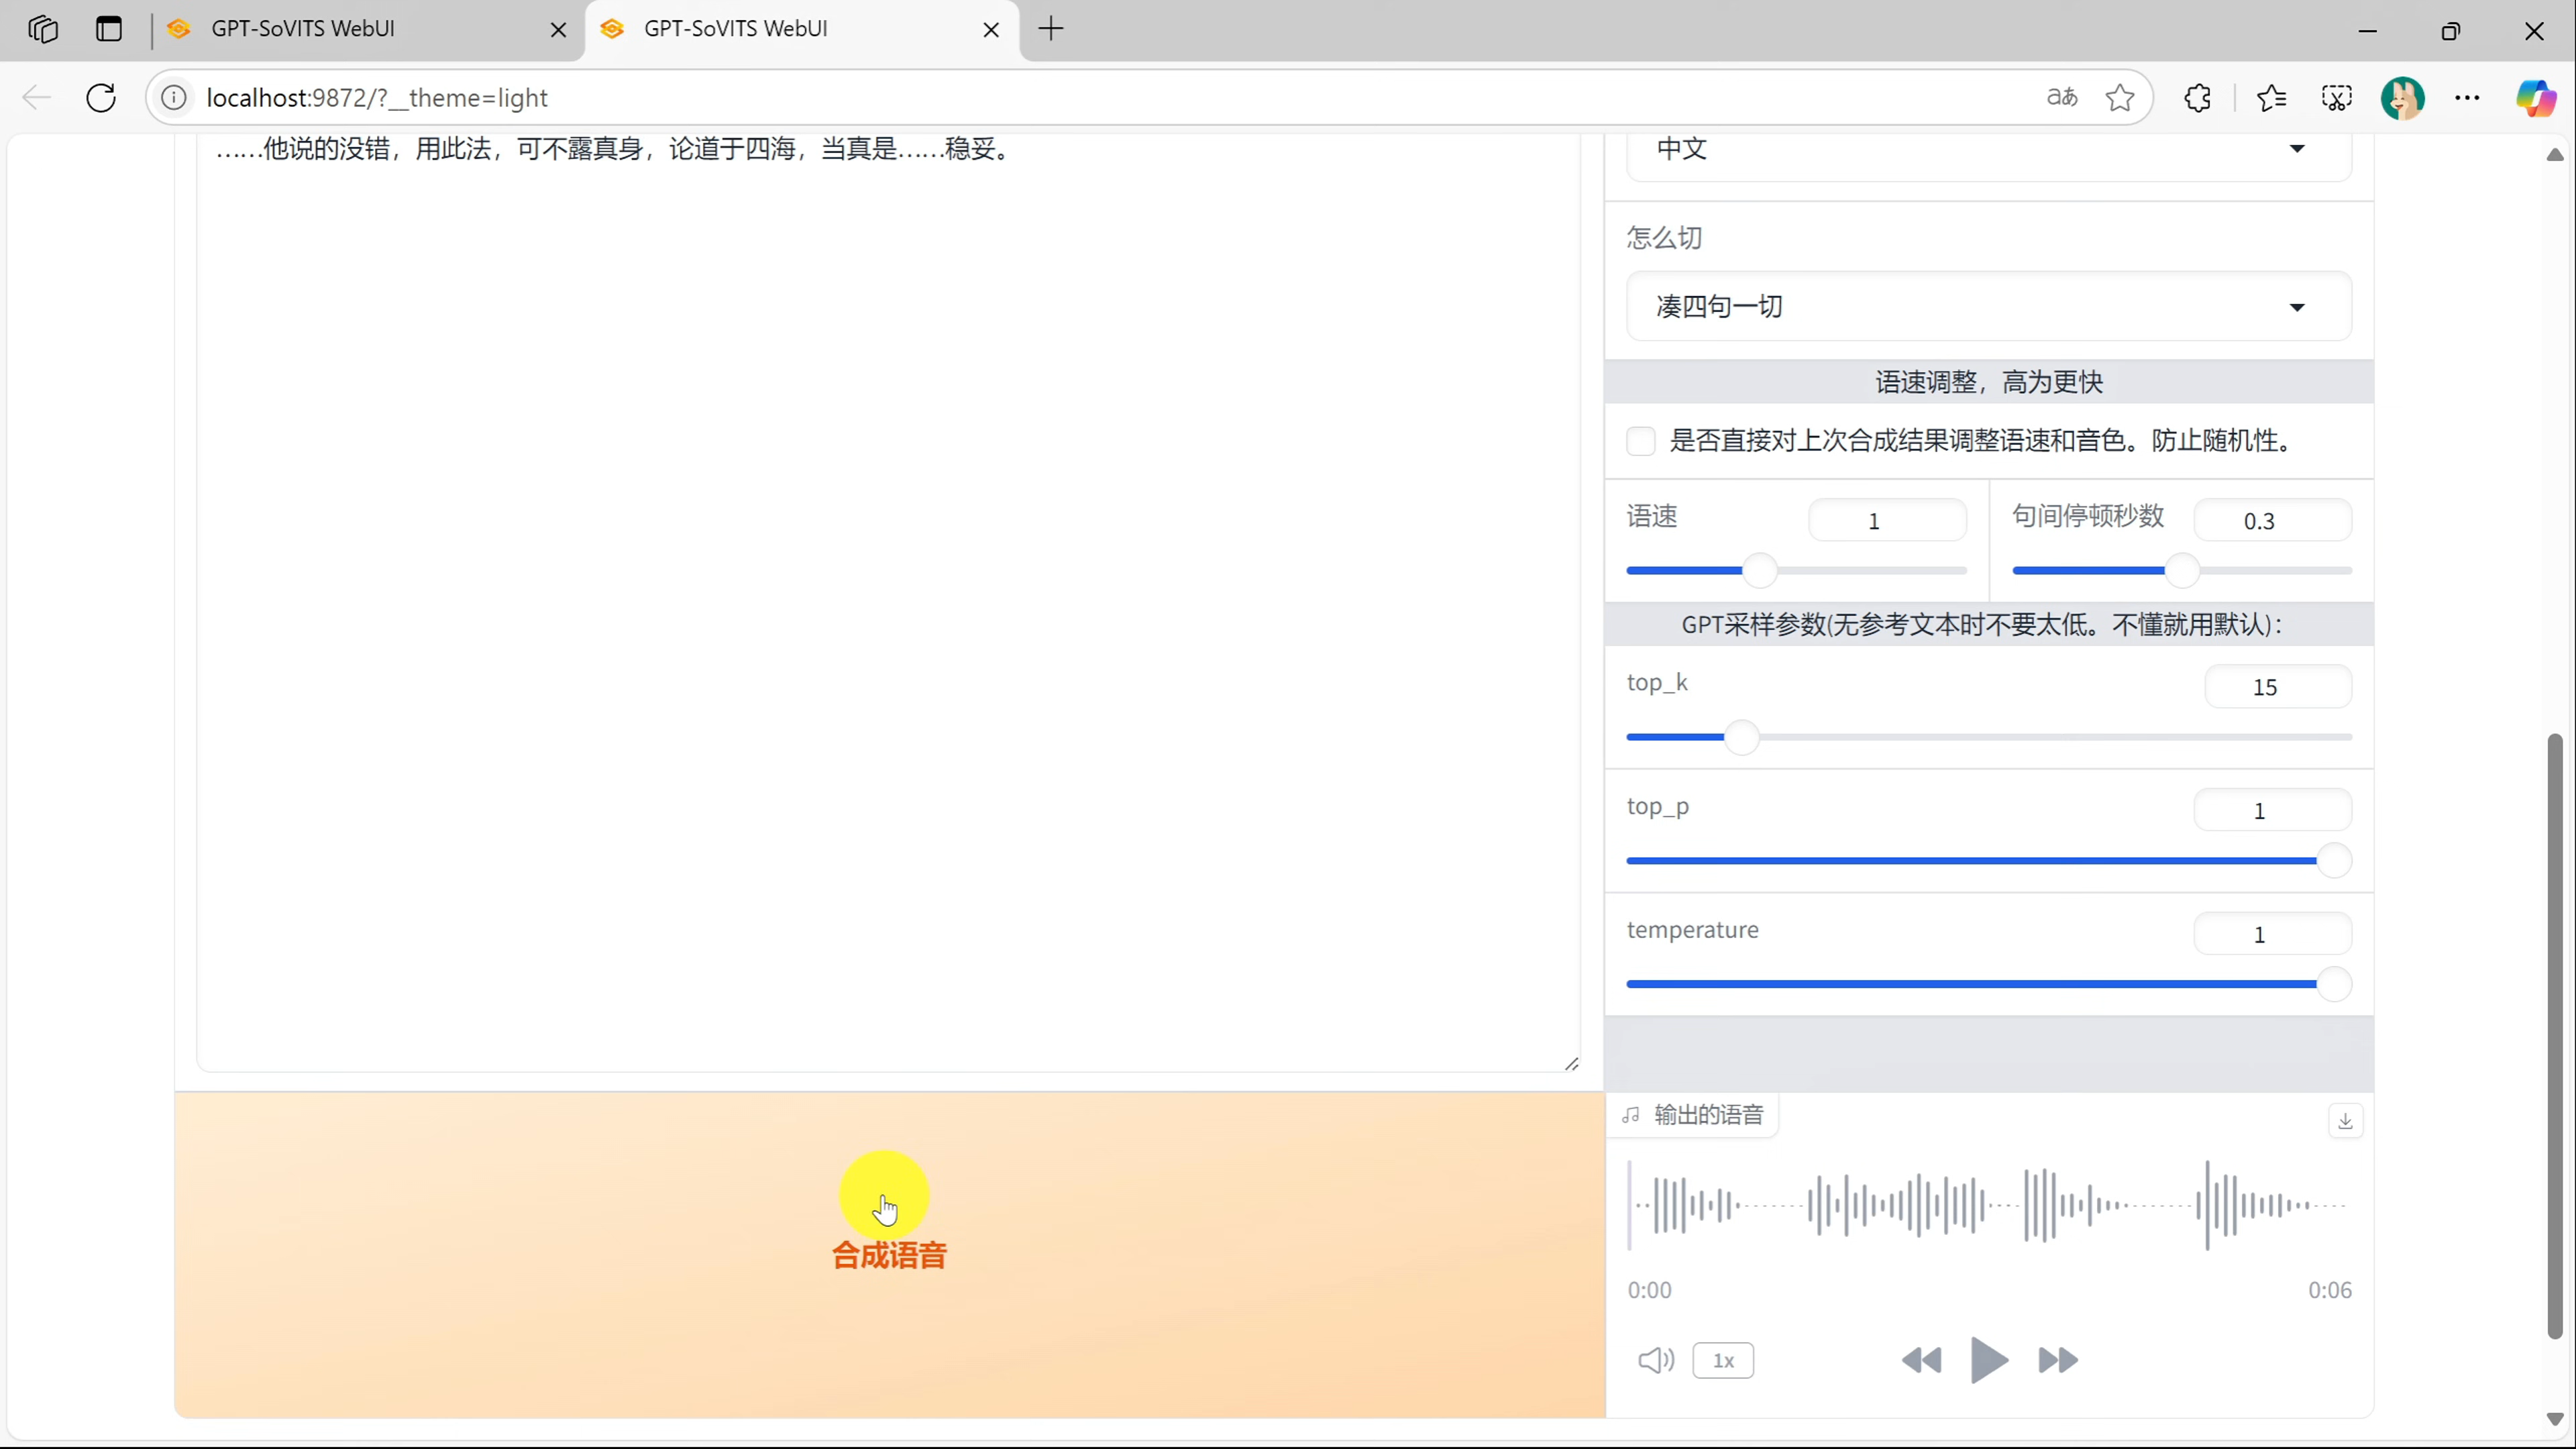 GPT-SoVITS WebUI
GPT-SoVITS WebUI
localhost:9872/?__theme=light
aあ
……他说的没错，用此法，可不露真身，论道于四海，当真是……稳妥。
中文
怎么切
凑四句一切
语速调整，高为更快
是否直接对上次合成结果调整语速和音色。防止随机性。
语速
1
句间停顿秒数
0.3
GPT采样参数(无参考文本时不要太低。不懂就用默认)：
top_k
15
top_p
1
temperature
1
合成语音
输出的语音
0:00
0:06
1x